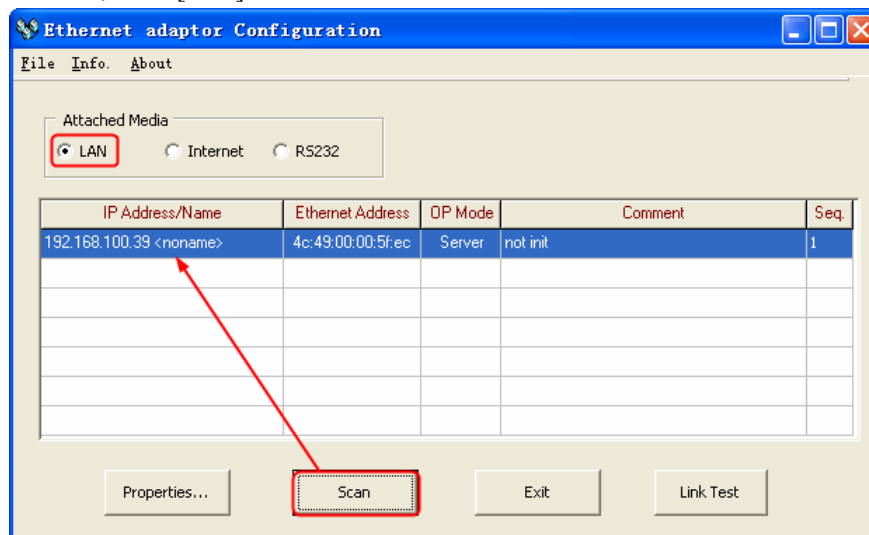 Ethernet adaptor Configuration
File Info. About
Attached Media
LAN Internet RS232
IP Address/Name Ethernet Address OP Mode Comment Seq.
192.168.100.39 <noname> 4c:49:00:00:5f:ec Server not init 1
Properties... Scan Exit Link Test